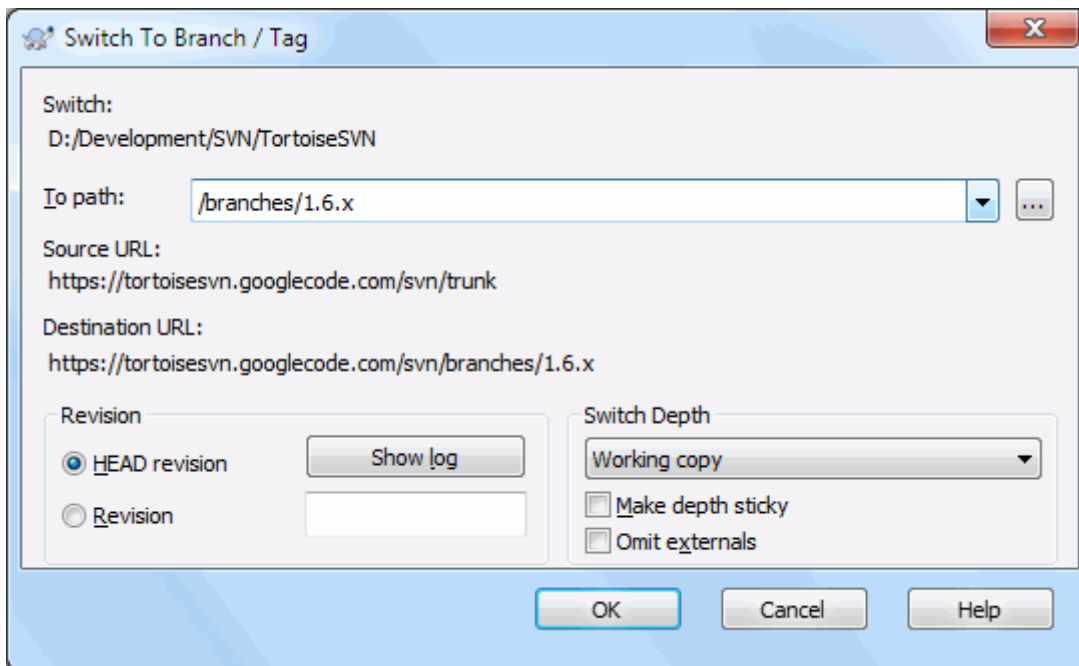 Switch To Branch / Tag
Switch:
D:/Development/SVN/TortoiseSVN
To path:
/branches/1.6.x
...
Source URL:
https://tortoisesvn.googlecode.com/svn/trunk
Destination URL:
https://tortoisesvn.googlecode.com/svn/branches/1.6.x
Revision
HEAD revision
Show log
Revision
Switch Depth
Working copy
Make depth sticky
Omit externals
OK
Cancel
Help